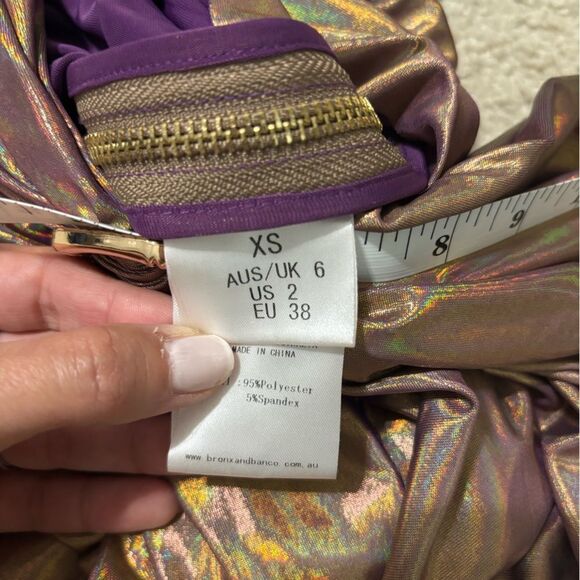 XS
AUS/UK 6
US 2
EU 38
MADE IN CHINA
:95%Polyester
5%Spandex
www.bronxandbanco.com.au
8
9